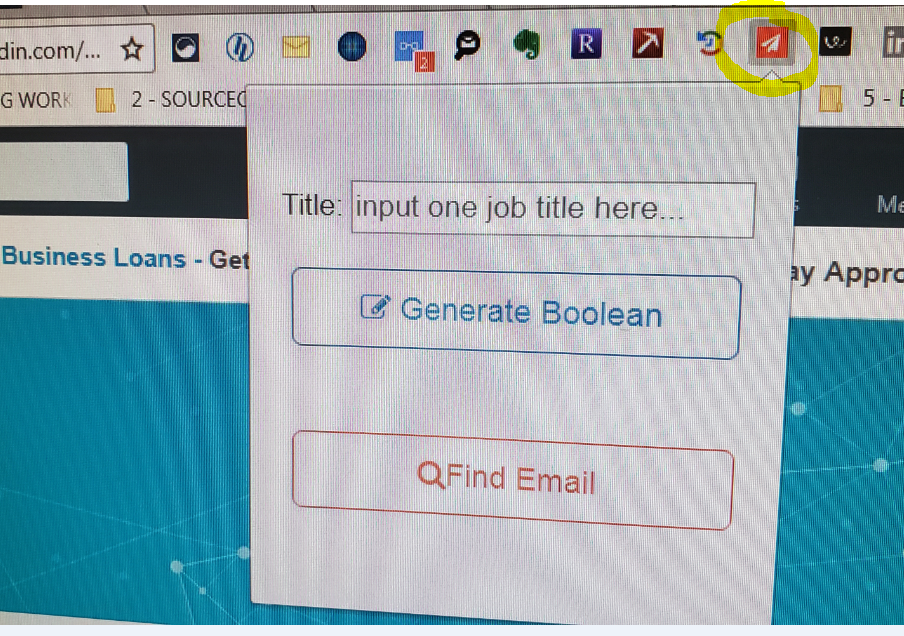 din.com/...
2
R
G WORK
2 - SOURCEC
5 -
Me
Title: input one job title here...
Business Loans - Get
ay Appro
Generate Boolean
Find Email